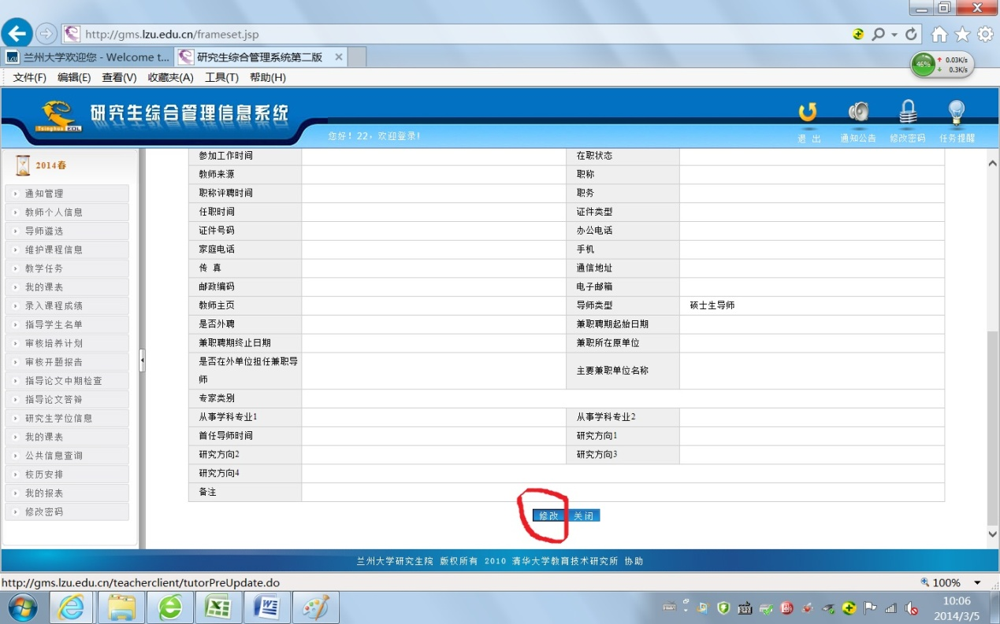 http://gms.lzu.edu.cn/frameset.jsp
兰州大学欢迎您 - Welcome t... 研究生综合管理系统第二版
46% 0.03K/s
0.3K/s
文件(F) 编辑(E) 查看(V) 收藏夹(A) 工具(T) 帮助(H)
研究生综合管理信息系统
Tsinghua EDU
您好！22，欢迎登录！
退 出 通知公告 修改密码 任务提醒
2014春
通知管理
教师个人信息
导师遴选
维护课程信息
教学任务
我的课表
录入课程成绩
指导学生名单
审核培养计划
审核开题报告
指导论文中期检查
指导论文答辩
研究生学位信息
我的课表
公共信息查询
校历安排
我的报表
修改密码
参加工作时间 在职状态
教师来源 职称
职称评聘时间 职务
任职时间 证件类型
证件号码 办公电话
家庭电话 手机
传 真 通信地址
邮政编码 电子邮箱
教师主页 导师类型 硕士生导师
是否外聘 兼职聘期起始日期
兼职聘期终止日期 兼职所在原单位
是否在外单位担任兼职导
师 主要兼职单位名称
专家类别
从事学科专业1 从事学科专业2
首任导师时间 研究方向1
研究方向2 研究方向3
研究方向4
备注
修改 关闭
兰州大学研究生院 版权所有 2010 清华大学教育技术研究所 协助
http://gms.lzu.edu.cn/teacherclient/tutorPreUpdate.do
100%
10:06
2014/3/5